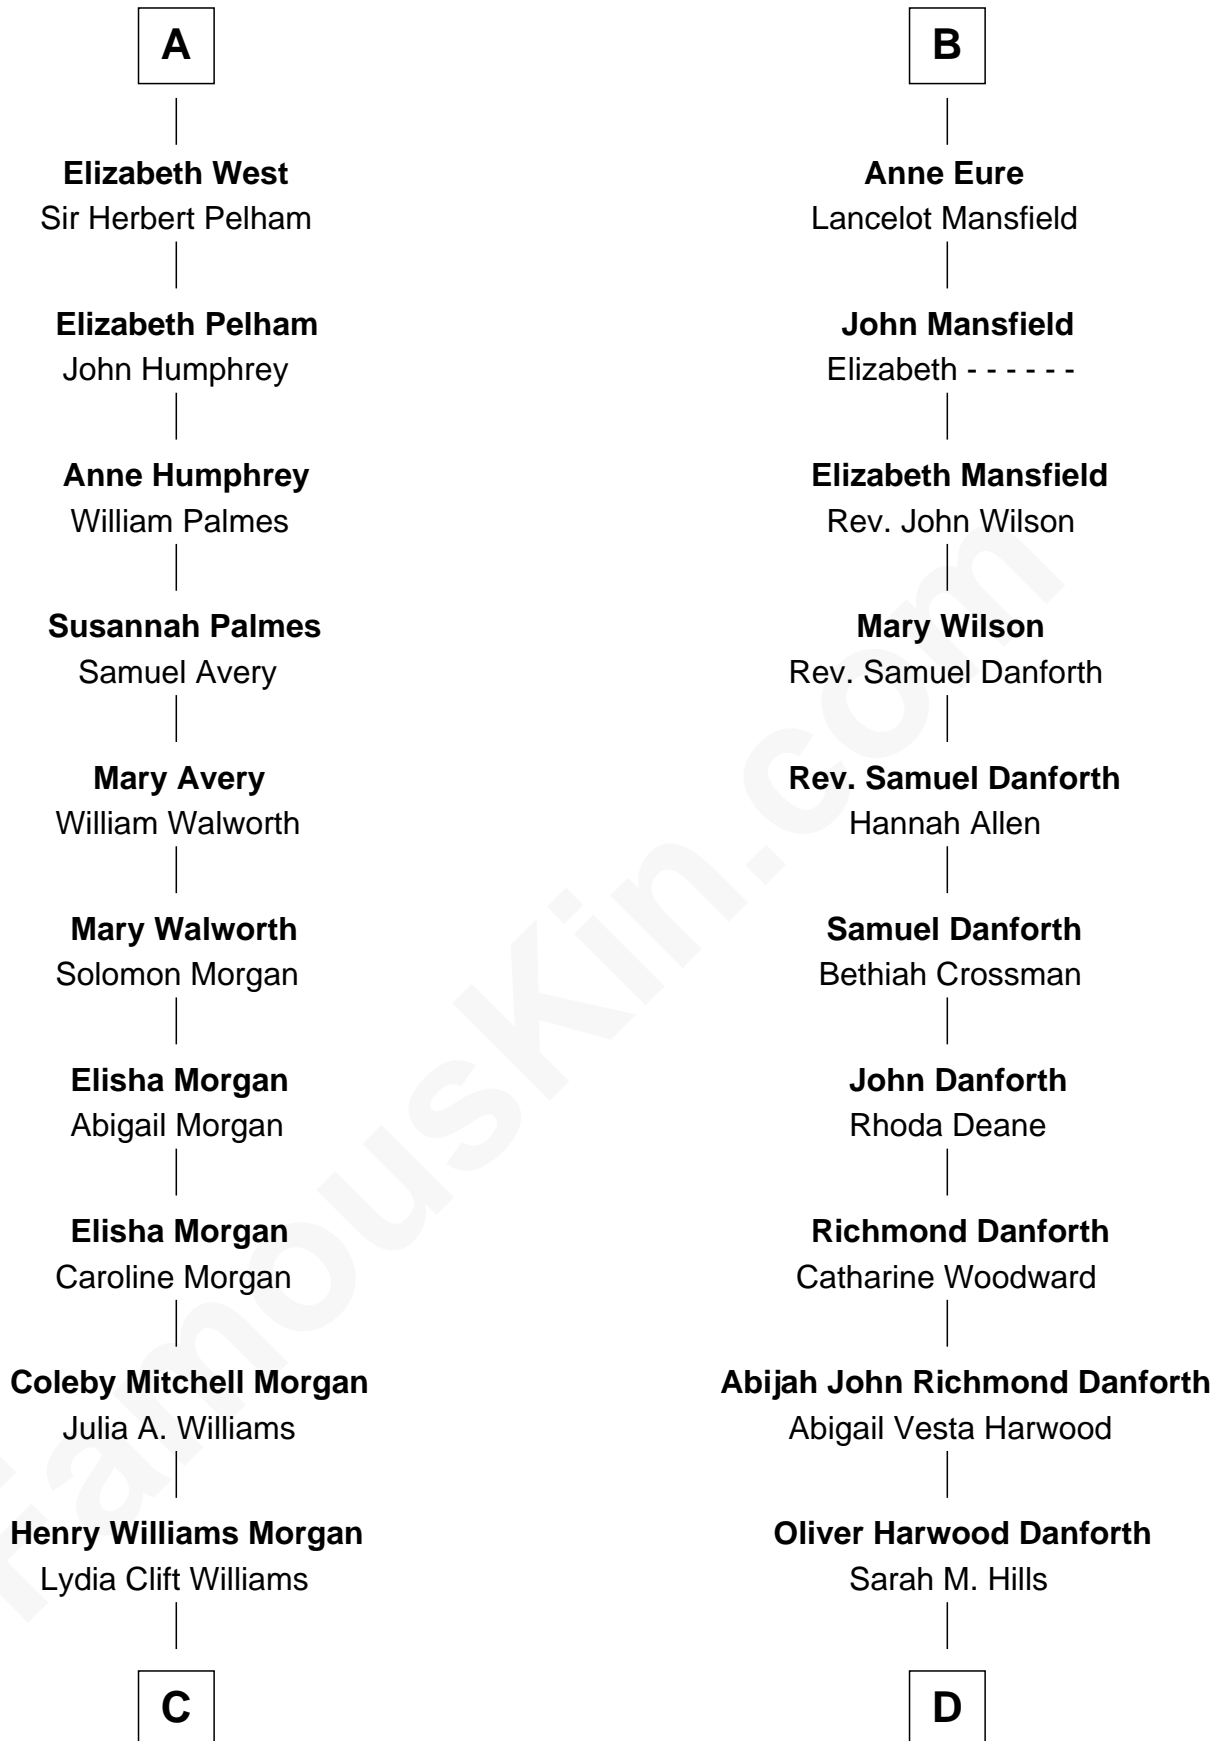 A
Elizabeth West
Sir Herbert Pelham
Elizabeth Pelham
John Humphrey
Anne Humphrey
William Palmes
Susannah Palmes
Samuel Avery
Mary Avery
William Walworth
Mary Walworth
Solomon Morgan
Elisha Morgan
Abigail Morgan
Elisha Morgan
Caroline Morgan
Coleby Mitchell Morgan
Julia A. Williams
Henry Williams Morgan
Lydia Clift Williams
C
B
Anne Eure
Lancelot Mansfield
John Mansfield
Elizabeth - - - - - -
Elizabeth Mansfield
Rev. John Wilson
Mary Wilson
Rev. Samuel Danforth
Rev. Samuel Danforth
Hannah Allen
Samuel Danforth
Bethiah Crossman
John Danforth
Rhoda Deane
Richmond Danforth
Catharine Woodward
Abijah John Richmond Danforth
Abigail Vesta Harwood
Oliver Harwood Danforth
Sarah M. Hills
D
famouskin.com